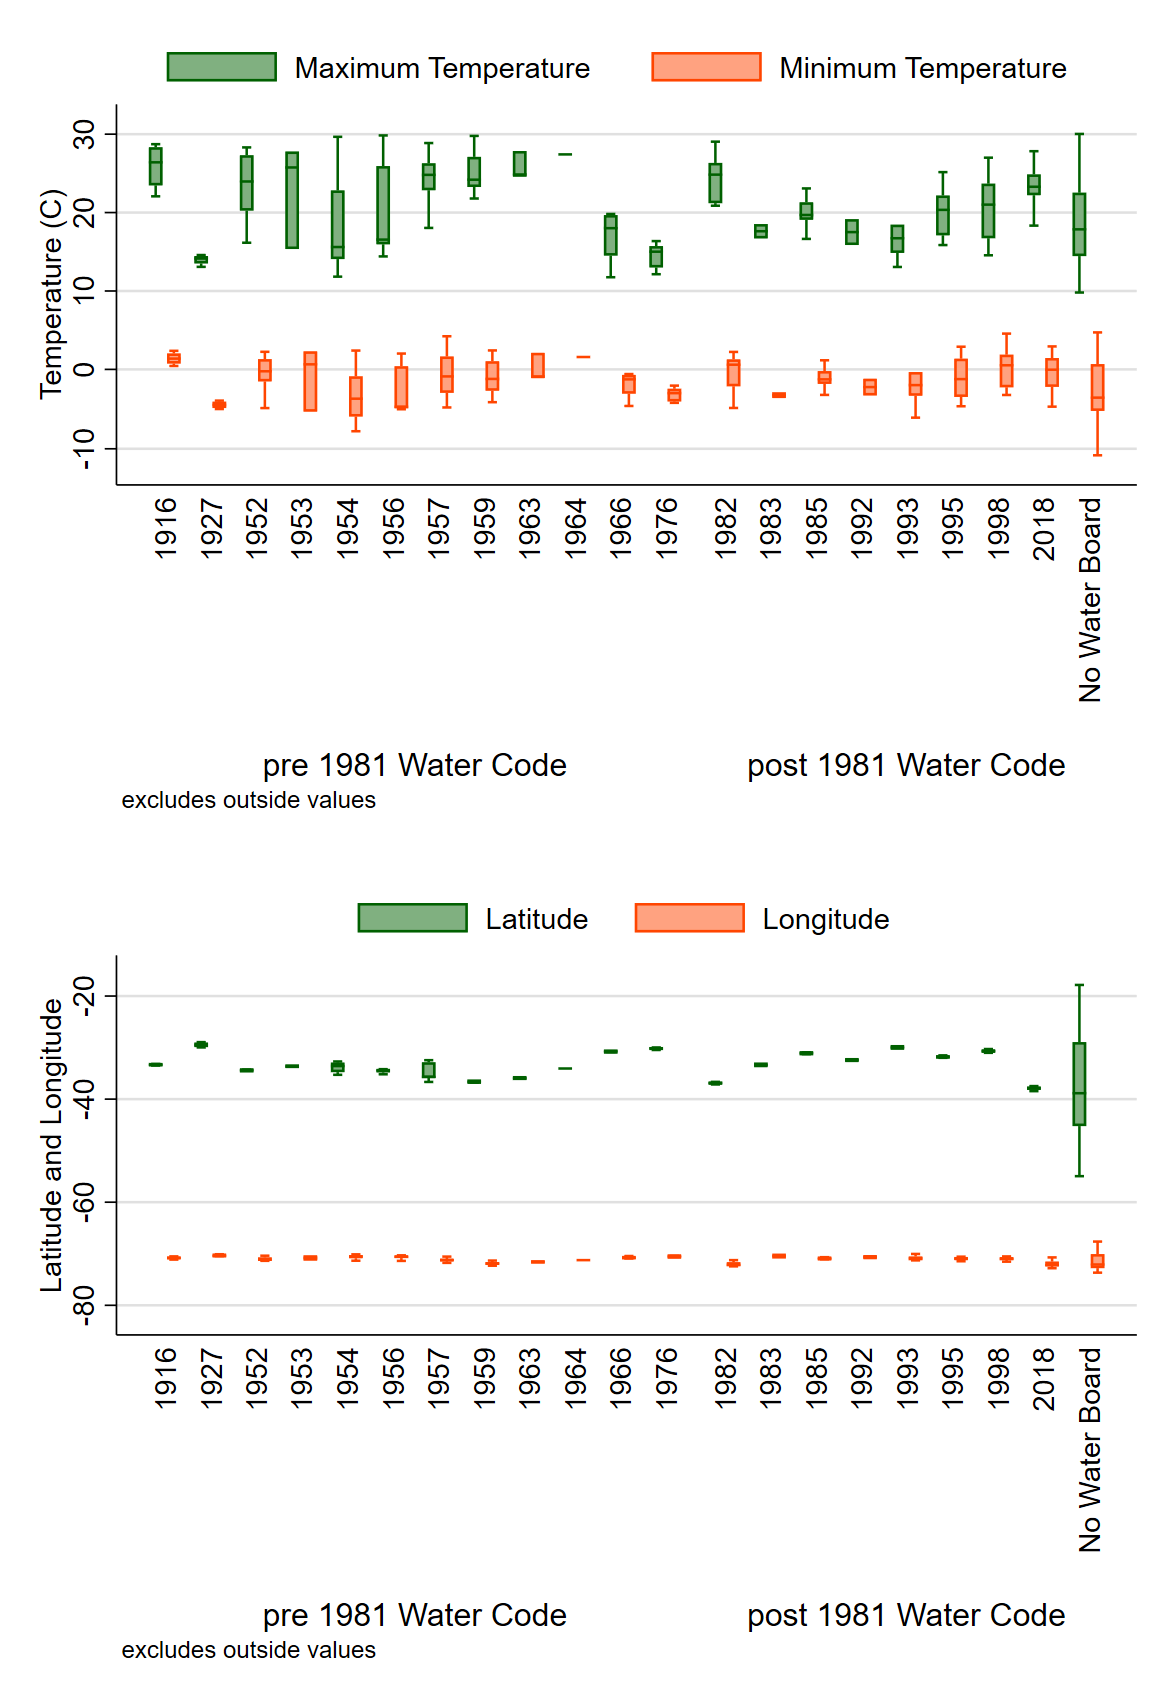 Maximum Temperature Minimum Temperature
Temperature (C)
30
20
10
0
-10
1916 1927 1952 1953 1954 1956 1957 1959 1963 1964 1966 1976 1982 1983 1985 1992 1993 1995 1998 2018 No Water Board
pre 1981 Water Code post 1981 Water Code
excludes outside values
Latitude Longitude
Latitude and Longitude
-20
-40
-60
-80
1916 1927 1952 1953 1954 1956 1957 1959 1963 1964 1966 1976 1982 1983 1985 1992 1993 1995 1998 2018 No Water Board
pre 1981 Water Code post 1981 Water Code
excludes outside values